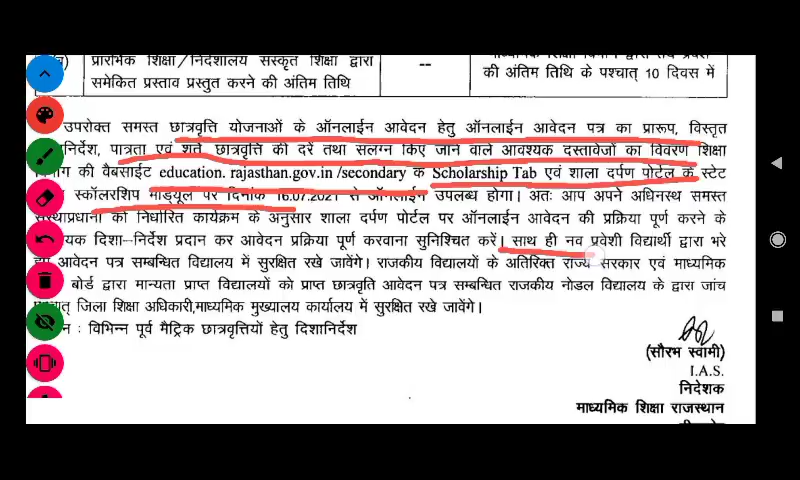 प्रारंभिक शिक्षा/निदेशालय संस्कृत शिक्षा द्वारा
समेकित प्रस्ताव प्रस्तुत करने की अंतिम तिथि
--
की अंतिम तिथि के पश्चात् 10 दिवस में
उपरोक्त समस्त छात्रवृत्ति योजनाओं के ऑनलाईन आवेदन हेतु ऑनलाईन आवेदन पत्र का प्रारूप, विस्तृत
पात्रता एवं शर्ते, छात्रवृत्ति की दरें तथा सलग्न किए जाने वाले आवश्यक दस्तावेजों का विवरण शिक्षा
की वैबसाईट education. rajasthan.gov.in /secondary के Scholarship Tab एवं शाला दर्पण पोर्टल के स्टेट
स्कॉलरशिप माड्यूल पर दिनांक 16.07.2021 से ऑनलाईन उपलब्ध होगा। अतः आप अपने अधिनस्थ समस्त
संस्थाप्रधानों को निर्धारित कार्यक्रम के अनुसार शाला दर्पण पोर्टल पर ऑनलाईन आवेदन की प्रक्रिया पूर्ण करने के
दिशा–निर्देश प्रदान कर आवेदन प्रक्रिया पूर्ण करवाना सुनिश्चित करें। साथ ही नव प्रवेशी विद्यार्थी द्वारा भरे
आवेदन पत्र सम्बन्धित विद्यालय में सुरक्षित रखे जावेंगे। राजकीय विद्यालयों के अतिरिक्त राज्य सरकार एवं माध्यमिक
बोर्ड द्वारा मान्यता प्राप्त विद्यालयों को प्राप्त छात्रवृति आवेदन पत्र सम्बन्धित राजकीय नोडल विद्यालय के द्वारा जांच
जिला शिक्षा अधिकारी,माध्यमिक मुख्यालय कार्यालय में सुरक्षित रखे जावेंगे।
: विभिन्न पूर्व मैट्रिक छात्रवृत्तियों हेतु दिशानिर्देश
(सौरभ स्वामी)
I.A.S.
निदेशक
माध्यमिक शिक्षा राजस्थान